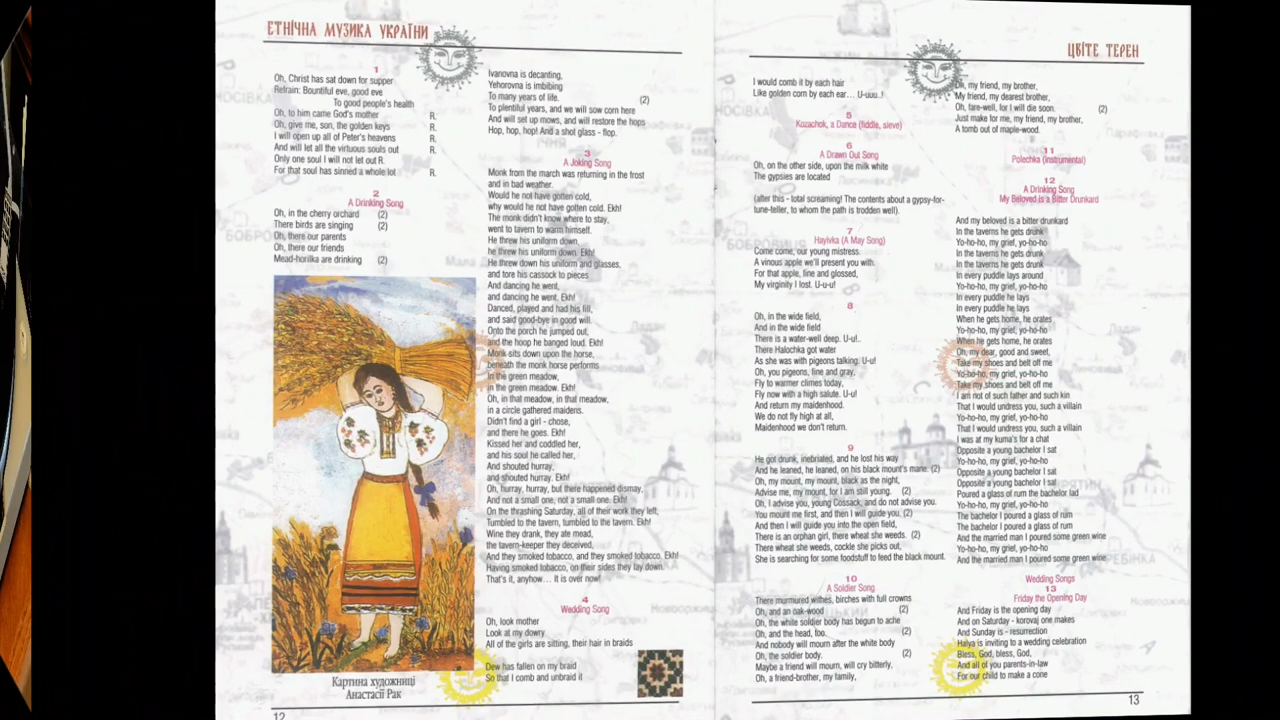 ЕТНІЧНА МУЗИКА УКРАЇНИ
1
Oh, Christ has sat down for supper
Refrain: Bountiful eve, good eve
To good people's health
Oh, to him came God's mother R.
Oh, give me, son, the golden keys R.
I will open up all of Peter's heavens R.
And will let all the virtuous souls out R.
Only one soul I will not let out R.
For that soul has sinned a whole lot R.
2
A Drinking Song
Oh, in the cherry orchard (2)
There birds are singing (2)
Oh, there our parents
Oh, there our friends
Mead-horilka are drinking (2)
Картина художниці
Анастасії Рак
12
Ivanovna is decanting,
Yehorovna is imbibing
To many years of life. (2)
To plentiful years, and we will sow corn here
And will set up mows, and will restore the hops
Hop, hop, hop! And a shot glass - flop.
3
A Joking Song
Monk from the march was returning in the frost
and in bad weather.
Would he not have gotten cold,
why would he not have gotten cold. Ekh!
The monk didn't know where to stay,
went to tavern to warm himself.
He threw his uniform down,
he threw his uniform down. Ekh!
He threw down his uniform and glasses,
and tore his cassock to pieces
And dancing he went,
and dancing he went, Ekh!
Danced, played and had his fill,
and said good-bye in good will.
Onto the porch he jumped out,
and the hoop he banged loud. Ekh!
Monk sits down upon the horse,
beneath the monk horse performs
In the green meadow,
in the green meadow. Ekh!
Oh, in that meadow, in that meadow,
in a circle gathered maidens.
Didn't find a girl - chose,
and there he goes. Ekh!
Kissed her and coddled her,
and his soul he called her,
And shouted hurray,
and shouted hurray. Ekh!
Oh, hurray, hurray, but there happened dismay,
And not a small one, not a small one. Ekh!
On the thrashing Saturday, all of their work they left,
Tumbled to the tavern, tumbled to the tavern. Ekh!
Wine they drank, they ate mead,
the tavern-keeper they deceived,
And they smoked tobacco, and they smoked tobacco. Ekh!
Having smoked tobacco, on their sides they lay down.
That's it, anyhow... It is over now!
4
Wedding Song
Oh, look mother
Look at my dowry
All of the girls are sitting, their hair in braids
Dew has fallen on my braid
So that I comb and unbraid it
ЦВІТЕ ТЕРЕН
I would comb it by each hair
Like golden corn by each ear... U-uuu..!
5
Kozachok, a Dance (fiddle, sieve)
6
A Drawn Out Song
Oh, on the other side, upon the milk white
The gypsies are located
(after this - total screaming! The contents about a gypsy-for-
tune-teller, to whom the path is trodden well).
7
Hayivka (A May Song)
Come come, our young mistress.
A vinous apple we'll present you with.
For that apple, fine and glossed,
My virginity I lost. U-u-u!
8
Oh, in the wide field,
And in the wide field
There is a water-well deep. U-u!..
There Halochka got water
As she was with pigeons talking. U-u!
Oh, you pigeons, fine and gray,
Fly to warmer climes today,
Fly now with a high salute. U-u!
And return my maidenhood.
We do not fly high at all,
Maidenhood we don't return.
9
He got drunk, inebriated, and he lost his way
And he leaned, he leaned, on his black mount's mane. (2)
Oh, my mount, my mount, black as the night,
Advise me, my mount, for I am still young. (2)
Oh, I advise you, young Cossack, and do not advise you.
You mount me first, and then I will guide you. (2)
And then I will guide you into the open field,
There is an orphan girl, there wheat she weeds. (2)
There wheat she weeds, cockle she picks out,
She is searching for some foodstuff to feed the black mount.
10
A Soldier Song
There murmured withes, birches with full crowns
Oh, and an oak-wood (2)
Oh, the white soldier body has begun to ache
Oh, and the head, too. (2)
And nobody will mourn after the white body
Oh, the soldier body. (2)
Maybe a friend will mourn, will cry bitterly,
Oh, a friend-brother, my family,
Oh, my friend, my brother,
My friend, my dearest brother,
Oh, fare-well, for I will die soon. (2)
Just make for me, my friend, my brother,
A tomb out of maple-wood.
11
Polechka (Instrumental)
12
A Drinking Song
My Beloved is a Bitter Drunkard
And my beloved is a bitter drunkard
In the taverns he gets drunk
Yo-ho-ho, my grief, yo-ho-ho
In the taverns he gets drunk
In the taverns he gets drunk
In every puddle lays around
Yo-ho-ho, my grief, yo-ho-ho
In every puddle he lays
In every puddle he lays
When he gets home, he orates
Yo-ho-ho, my grief, yo-ho-ho
When he gets home, he orates
Oh, my dear, good and sweet,
Take my shoes and belt off me
Yo-ho-ho, my grief, yo-ho-ho
Take my shoes and belt off me
I am not of such father and such kin
That I would undress you, such a villain
Yo-ho-ho, my grief, yo-ho-ho
That I would undress you, such a villain
I was at my kuma's for a chat
Opposite a young bachelor I sat
Yo-ho-ho, my grief, yo-ho-ho
Opposite a young bachelor I sat
Opposite a young bachelor I sat
Poured a glass of rum the bachelor lad
Yo-ho-ho, my grief, yo-ho-ho
The bachelor I poured a glass of rum
The bachelor I poured a glass of rum
And the married man I poured some green wine
Yo-ho-ho, my grief, yo-ho-ho
And the married man I poured some green wine
Wedding Songs
13
Friday the Opening Day
And Friday is the opening day
And on Saturday - korovaj one makes
And Sunday is - resurrection
Halya is inviting to a wedding celebration
Bless, God, bless, God,
And all of you parents-in-law
For our child to make a cone
13